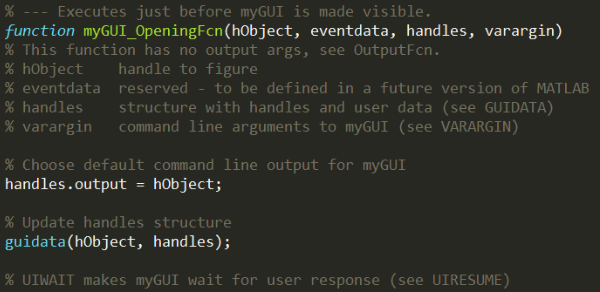 % --- Executes just before myGUI is made visible.
function myGUI_OpeningFcn(hObject, eventdata, handles, varargin)
% This function has no output args, see OutputFcn.
% hObject    handle to figure
% eventdata  reserved - to be defined in a future version of MATLAB
% handles    structure with handles and user data (see GUIDATA)
% varargin   command line arguments to myGUI (see VARARGIN)

% Choose default command line output for myGUI
handles.output = hObject;

% Update handles structure
guidata(hObject, handles);

% UIWAIT makes myGUI wait for user response (see UIRESUME)